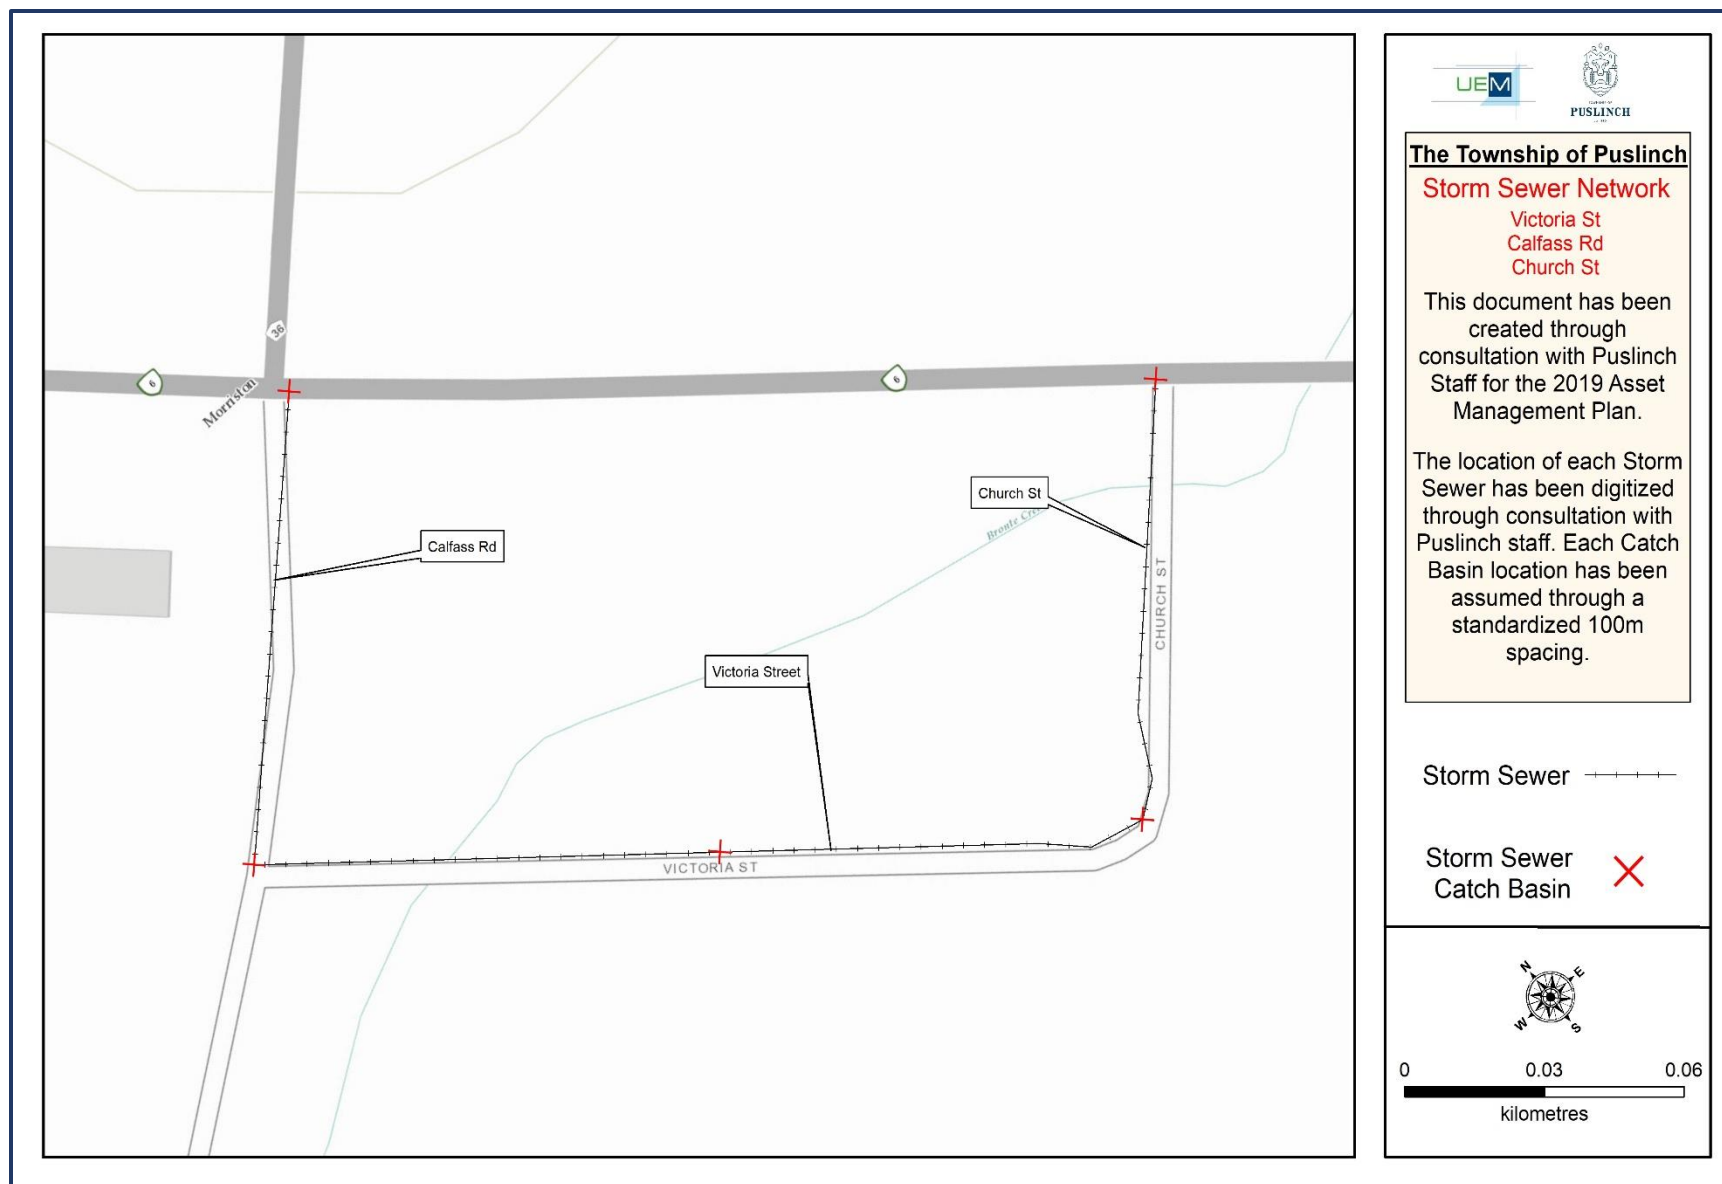 36
6
6
Morriston
Church St
Bronte Cre
Calfass Rd
CHURCH ST
Victoria Street
VICTORIA ST
UEM
PUSLINCH
The Township of Puslinch
Storm Sewer Network
Victoria St
Calfass Rd
Church St
This document has been
created through
consultation with Puslinch
Staff for the 2019 Asset
Management Plan.
The location of each Storm
Sewer has been digitized
through consultation with
Puslinch staff. Each Catch
Basin location has been
assumed through a
standardized 100m
spacing.
Storm Sewer
Storm Sewer
Catch Basin
N
E
W
S
0 0.03 0.06
kilometres